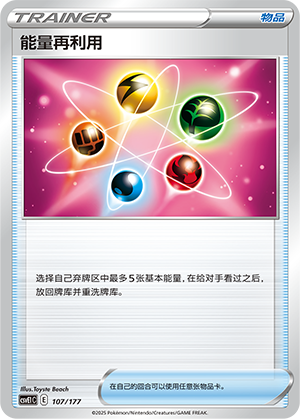 TRAINER 物品
能量再利用
选择自己弃牌区中最多5张基本能量，在给对手看过之后，
放回牌库并重洗牌库。
Illus.Toyste Beach
E 107/177
在自己的回合可以使用任意张物品卡。
©2025 Pokémon/Nintendo/Creatures/GAME FREAK.